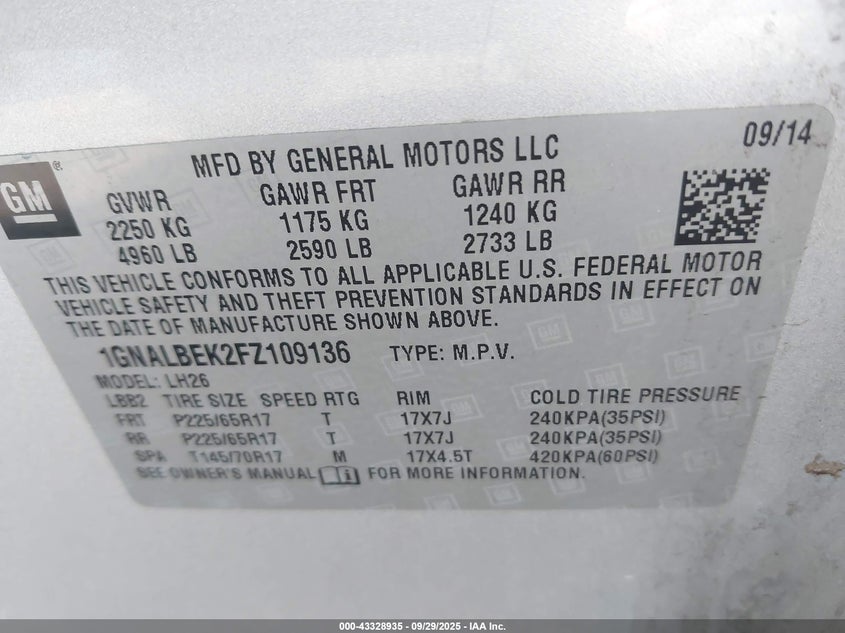 09/14
MFD BY GENERAL MOTORS LLC
GM ®
GVWR GAWR FRT GAWR RR
2250 KG 1175 KG 1240 KG
4960 LB 2590 LB 2733 LB
THIS VEHICLE CONFORMS TO ALL APPLICABLE U.S. FEDERAL MOTOR
VEHICLE SAFETY AND THEFT PREVENTION STANDARDS IN EFFECT ON
THE DATE OF MANUFACTURE SHOWN ABOVE.
1GNALBEK2FZ109136 TYPE: M.P.V.
MODEL: LH26
LBB2 TIRE SIZE SPEED RTG RIM COLD TIRE PRESSURE
FRT P225/65R17 T 17X7J 240KPA(35PSI)
RR P225/65R17 T 17X7J 240KPA(35PSI)
SPA T145/70R17 M 17X4.5T 420KPA(60PSI)
SEE OWNER'S MANUAL FOR MORE INFORMATION.
000-43328935 - 09/29/2025 - IAA Inc.